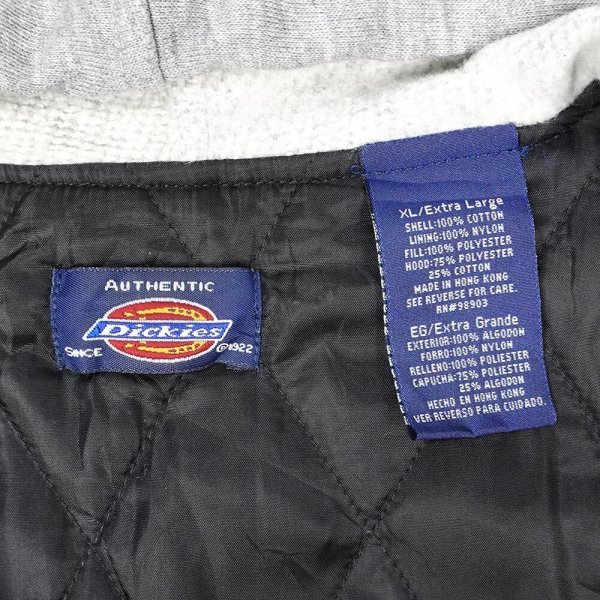 AUTHENTIC
Dickies
SINCE ©1922
XL/Extra Large
SHELL:100% COTTON
LINING:100% NYLON
FILL:100% POLYESTER
HOOD:75% POLYESTER
25% COTTON
MADE IN HONG KONG
SEE REVERSE FOR CARE.
RN#98903
EG/Extra Grande
EXTERIOR:100% ALGODON
FORRO:100% NYLON
RELLENO:100% POLIESTER
CAPUCHA:75% POLIESTER
25% ALGODON
HECHO EN HONG KONG
VER REVERSO PARA CUIDADO.